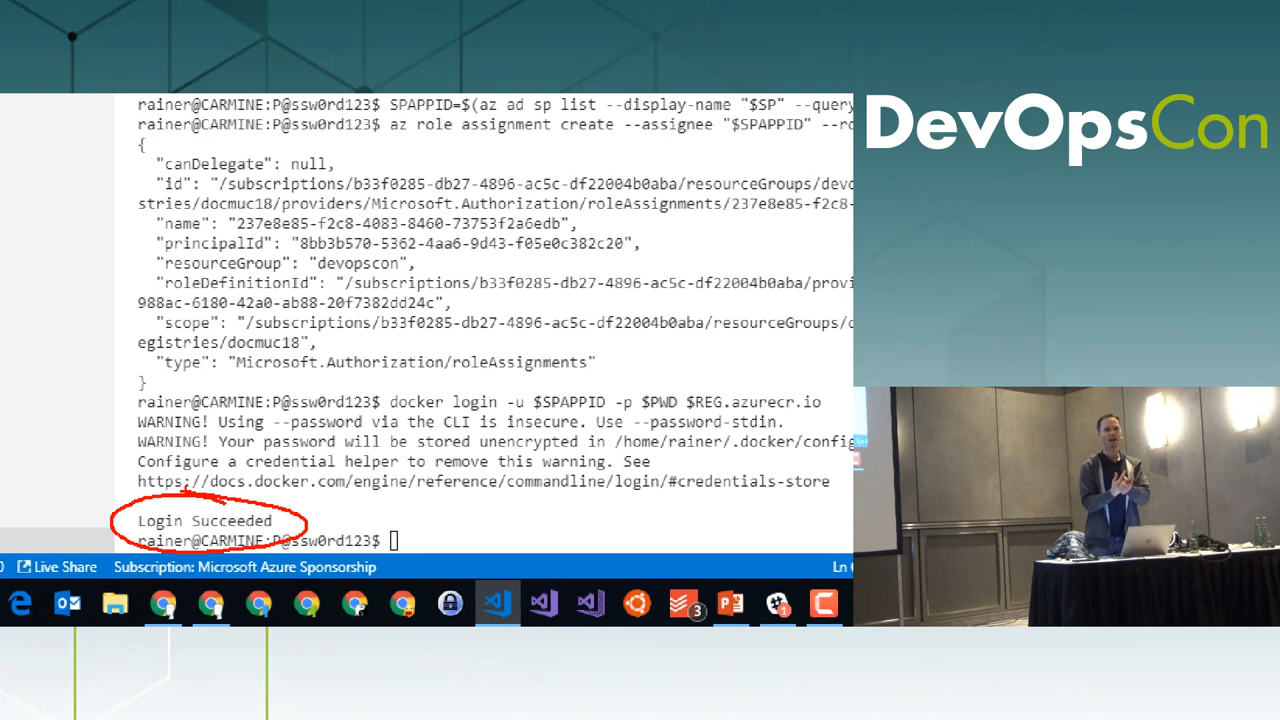 rainer@CARMINE:P@ssw0rd123$ SPAPPID=$(az ad sp list --display-name "$SP" --query
rainer@CARMINE:P@ssw0rd123$ az role assignment create --assignee "$SPAPPID" --ro
{
"canDelegate": null,
"id": "/subscriptions/b33f0285-db27-4896-ac5c-df22004b0aba/resourceGroups/devo
stries/docmuc18/providers/Microsoft.Authorization/roleAssignments/237e8e85-f2c8-
"name": "237e8e85-f2c8-4083-8460-73753f2a6edb",
"principalId": "8bb3b570-5362-4aa6-9d43-f05e0c382c20",
"resourceGroup": "devopscon",
"roleDefinitionId": "/subscriptions/b33f0285-db27-4896-ac5c-df22004b0aba/provi
988ac-6180-42a0-ab88-20f7382dd24c",
"scope": "/subscriptions/b33f0285-db27-4896-ac5c-df22004b0aba/resourceGroups/d
egistries/docmuc18",
"type": "Microsoft.Authorization/roleAssignments"
}
rainer@CARMINE:P@ssw0rd123$ docker login -u $SPAPPID -p $PWD $REG.azurecr.io
WARNING! Using --password via the CLI is insecure. Use --password-stdin.
WARNING! Your password will be stored unencrypted in /home/rainer/.docker/config
Configure a credential helper to remove this warning. See
https://docs.docker.com/engine/reference/commandline/login/#credentials-store
Login Succeeded
rainer@CARMINE:P@ssw0rd123$
0 Live Share Subscription: Microsoft Azure Sponsorship Ln
3 1
DevOpsCon